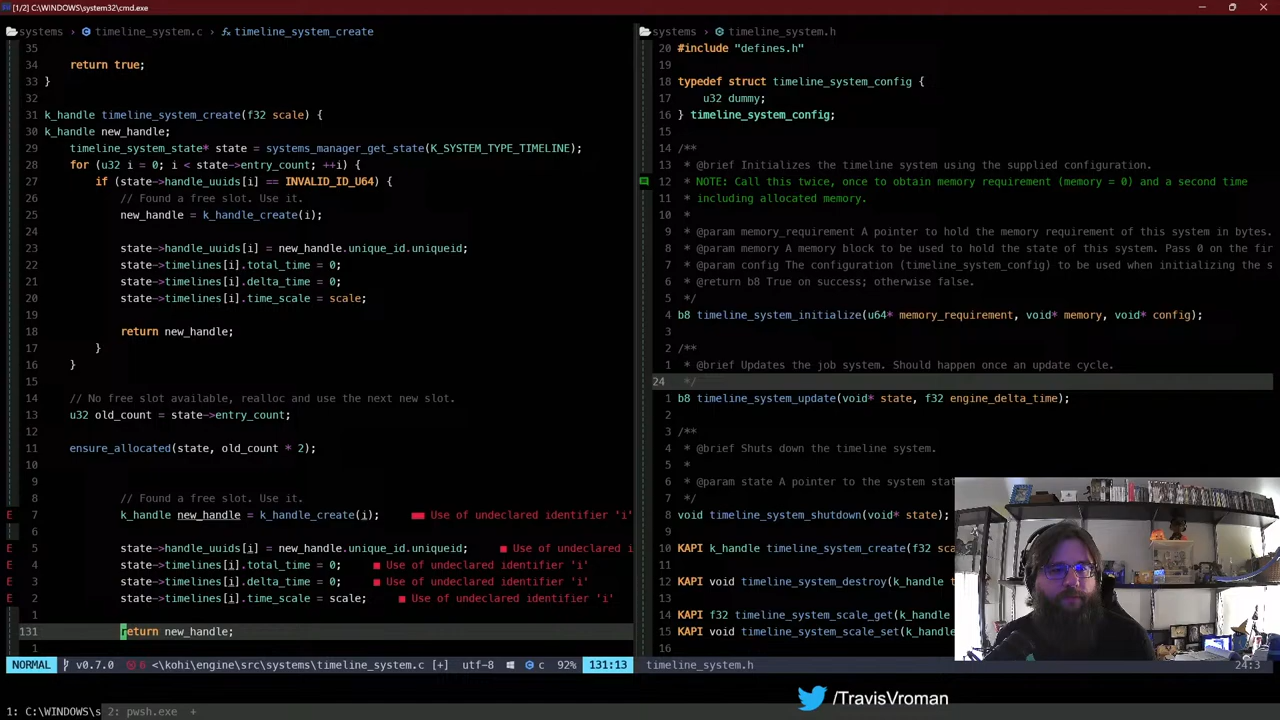 [1/2] C:\WINDOWS\system32\cmd.exe
systems > timeline_system.c > timeline_system_create
35
34 return true;
33 }
32
31 k_handle timeline_system_create(f32 scale) {
30 k_handle new_handle;
29 timeline_system_state* state = systems_manager_get_state(K_SYSTEM_TYPE_TIMELINE);
28 for (u32 i = 0; i < state->entry_count; ++i) {
27 if (state->handle_uuids[i] == INVALID_ID_U64) {
26 // Found a free slot. Use it.
25 new_handle = k_handle_create(i);
24
23 state->handle_uuids[i] = new_handle.unique_id.uniqueid;
22 state->timelines[i].total_time = 0;
21 state->timelines[i].delta_time = 0;
20 state->timelines[i].time_scale = scale;
19
18 return new_handle;
17 }
16 }
15
14 // No free slot available, realloc and use the next new slot.
13 u32 old_count = state->entry_count;
12
11 ensure_allocated(state, old_count * 2);
10
9
8 // Found a free slot. Use it.
E 7 k_handle new_handle = k_handle_create(i); Use of undeclared identifier 'i'
6
E 5 state->handle_uuids[i] = new_handle.unique_id.uniqueid; Use of undeclared i
E 4 state->timelines[i].total_time = 0; Use of undeclared identifier 'i'
E 3 state->timelines[i].delta_time = 0; Use of undeclared identifier 'i'
E 2 state->timelines[i].time_scale = scale; Use of undeclared identifier 'i'
1
131 return new_handle;
1
NORMAL v0.7.0 6 <\kohi\engine\src\systems\timeline_system.c [+] utf-8 c 92% 131:13
systems > timeline_system.h
20 #include "defines.h"
19
18 typedef struct timeline_system_config {
17 u32 dummy;
16 } timeline_system_config;
15
14 /**
13 * @brief Initializes the timeline system using the supplied configuration.
12 * NOTE: Call this twice, once to obtain memory requirement (memory = 0) and a second time
11 * including allocated memory.
10 *
9 * @param memory_requirement A pointer to hold the memory requirement of this system in bytes.
8 * @param memory A memory block to be used to hold the state of this system. Pass 0 on the fir
7 * @param config The configuration (timeline_system_config) to be used when initializing the s
6 * @return b8 True on success; otherwise false.
5 */
4 b8 timeline_system_initialize(u64* memory_requirement, void* memory, void* config);
3
2 /**
1 * @brief Updates the job system. Should happen once an update cycle.
24 */
1 b8 timeline_system_update(void* state, f32 engine_delta_time);
2
3 /**
4 * @brief Shuts down the timeline system.
5 *
6 * @param state A pointer to the system stat
7 */
8 void timeline_system_shutdown(void* state);
9
10 KAPI k_handle timeline_system_create(f32 sca
11
12 KAPI void timeline_system_destroy(k_handle t
13
14 KAPI f32 timeline_system_scale_get(k_handle
15 KAPI void timeline_system_scale_set(k_handle
16
timeline_system.h 24:3
/TravisVroman
1: C:\WINDOWS\s 2: pwsh.exe +